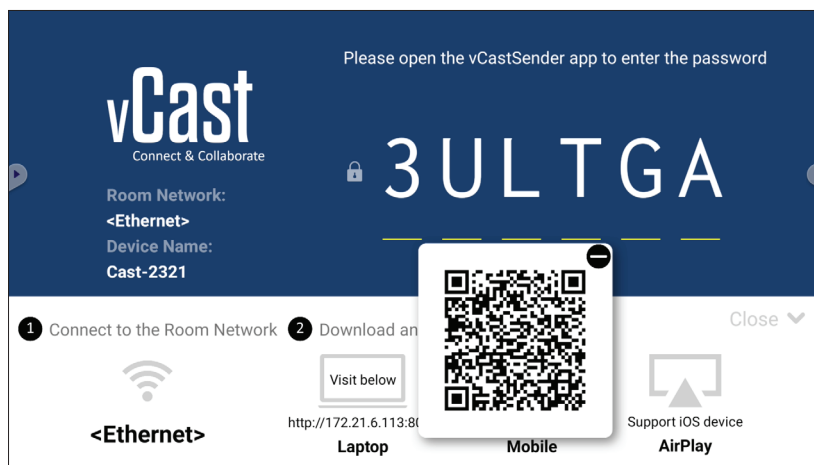 Please open the vCastSender app to enter the password
vCast
Connect & Collaborate
3ULTGA
Room Network:
<Ethernet>
Device Name:
Cast-2321
Close
1 Connect to the Room Network
2 Download an
Visit below
http://172.21.6.113:80
Support iOS device
<Ethernet>
Laptop
Mobile
AirPlay